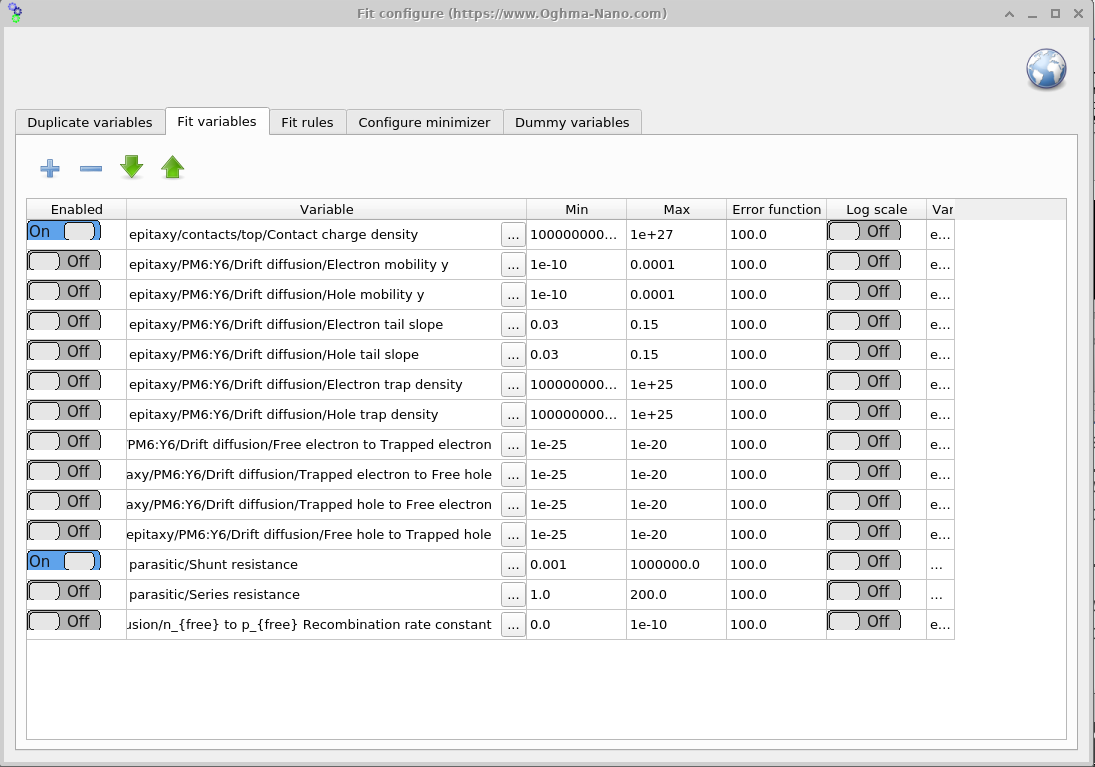 Fit configure (https://www.Oghma-Nano.com)
Duplicate variables Fit variables Fit rules Configure minimizer Dummy variables
Enabled Variable Min Max Error function Log scale Var
On epitaxy/contacts/top/Contact charge density ... 100000000... 1e+27 100.0 Off e...
Off epitaxy/PM6:Y6/Drift diffusion/Electron mobility y ... 1e-10 0.0001 100.0 Off e...
Off epitaxy/PM6:Y6/Drift diffusion/Hole mobility y ... 1e-10 0.0001 100.0 Off e...
Off epitaxy/PM6:Y6/Drift diffusion/Electron tail slope ... 0.03 0.15 100.0 Off e...
Off epitaxy/PM6:Y6/Drift diffusion/Hole tail slope ... 0.03 0.15 100.0 Off e...
Off epitaxy/PM6:Y6/Drift diffusion/Electron trap density ... 100000000... 1e+25 100.0 Off e...
Off epitaxy/PM6:Y6/Drift diffusion/Hole trap density ... 100000000... 1e+25 100.0 Off e...
Off /PM6:Y6/Drift diffusion/Free electron to Trapped electron ... 1e-25 1e-20 100.0 Off e...
Off axy/PM6:Y6/Drift diffusion/Trapped electron to Free hole ... 1e-25 1e-20 100.0 Off e...
Off axy/PM6:Y6/Drift diffusion/Trapped hole to Free electron ... 1e-25 1e-20 100.0 Off e...
Off epitaxy/PM6:Y6/Drift diffusion/Free hole to Trapped hole ... 1e-25 1e-20 100.0 Off e...
On parasitic/Shunt resistance ... 0.001 1000000.0 100.0 Off ...
Off parasitic/Series resistance ... 1.0 200.0 100.0 Off ...
Off usion/n_{free} to p_{free} Recombination rate constant ... 0.0 1e-10 100.0 Off e...